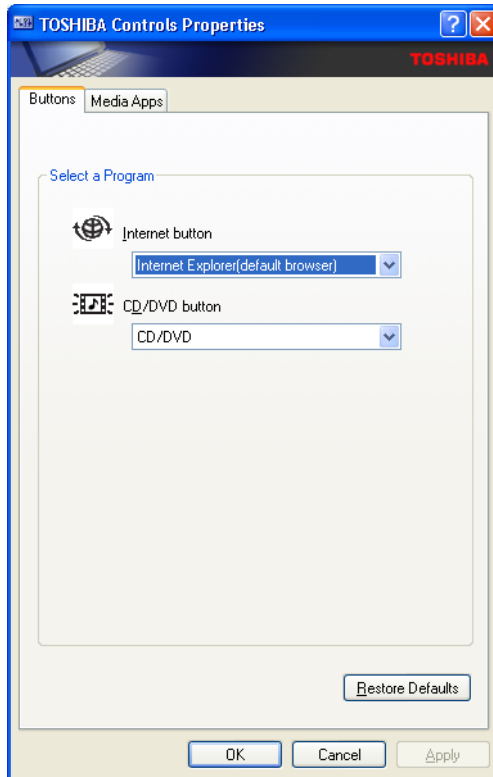 TOSHIBA Controls Properties
TOSHIBA
Buttons Media Apps
Select a Program
Internet button
Internet Explorer(default browser)
CD/DVD button
CD/DVD
Restore Defaults
OK Cancel Apply